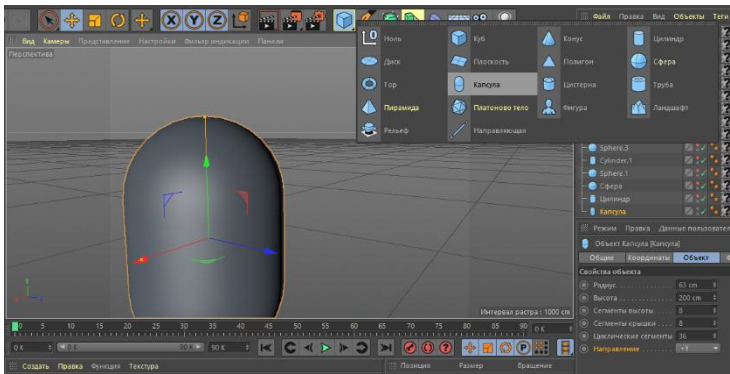 Файл Правка Вид Объекты Теги
Вид Камеры Представление Настройки Фильтр индикации Панели
Перспектива
Ноль Куб Конус Цилиндр
Диск Плоскость Полигон Сфера
Тор Капсула Цистерна Труба
Пирамида Платоново тело Фигура Ландшафт
Рельеф Направляющая
Sphere.3
Cylinder.1
Sphere.1
Сфера
Цилиндр
Капсула
Режим Правка Данные пользовател
Объект Капсула [Капсула]
Общие Координаты Объект
Свойства объекта
Радиус 63 cm
Высота 200 cm
Сегменты высоты 8
Сегменты крышки 8
Циклические сегменты 36
Направление +Y
Интервал растра : 1000 cm
0 5 10 15 20 25 30 35 40 45 50 55 60 65 70 75 80 85 90 0 K
0 K 0 K 90 K 90 K
Создать Правка Функция Текстура
Позиция Размер Вращение